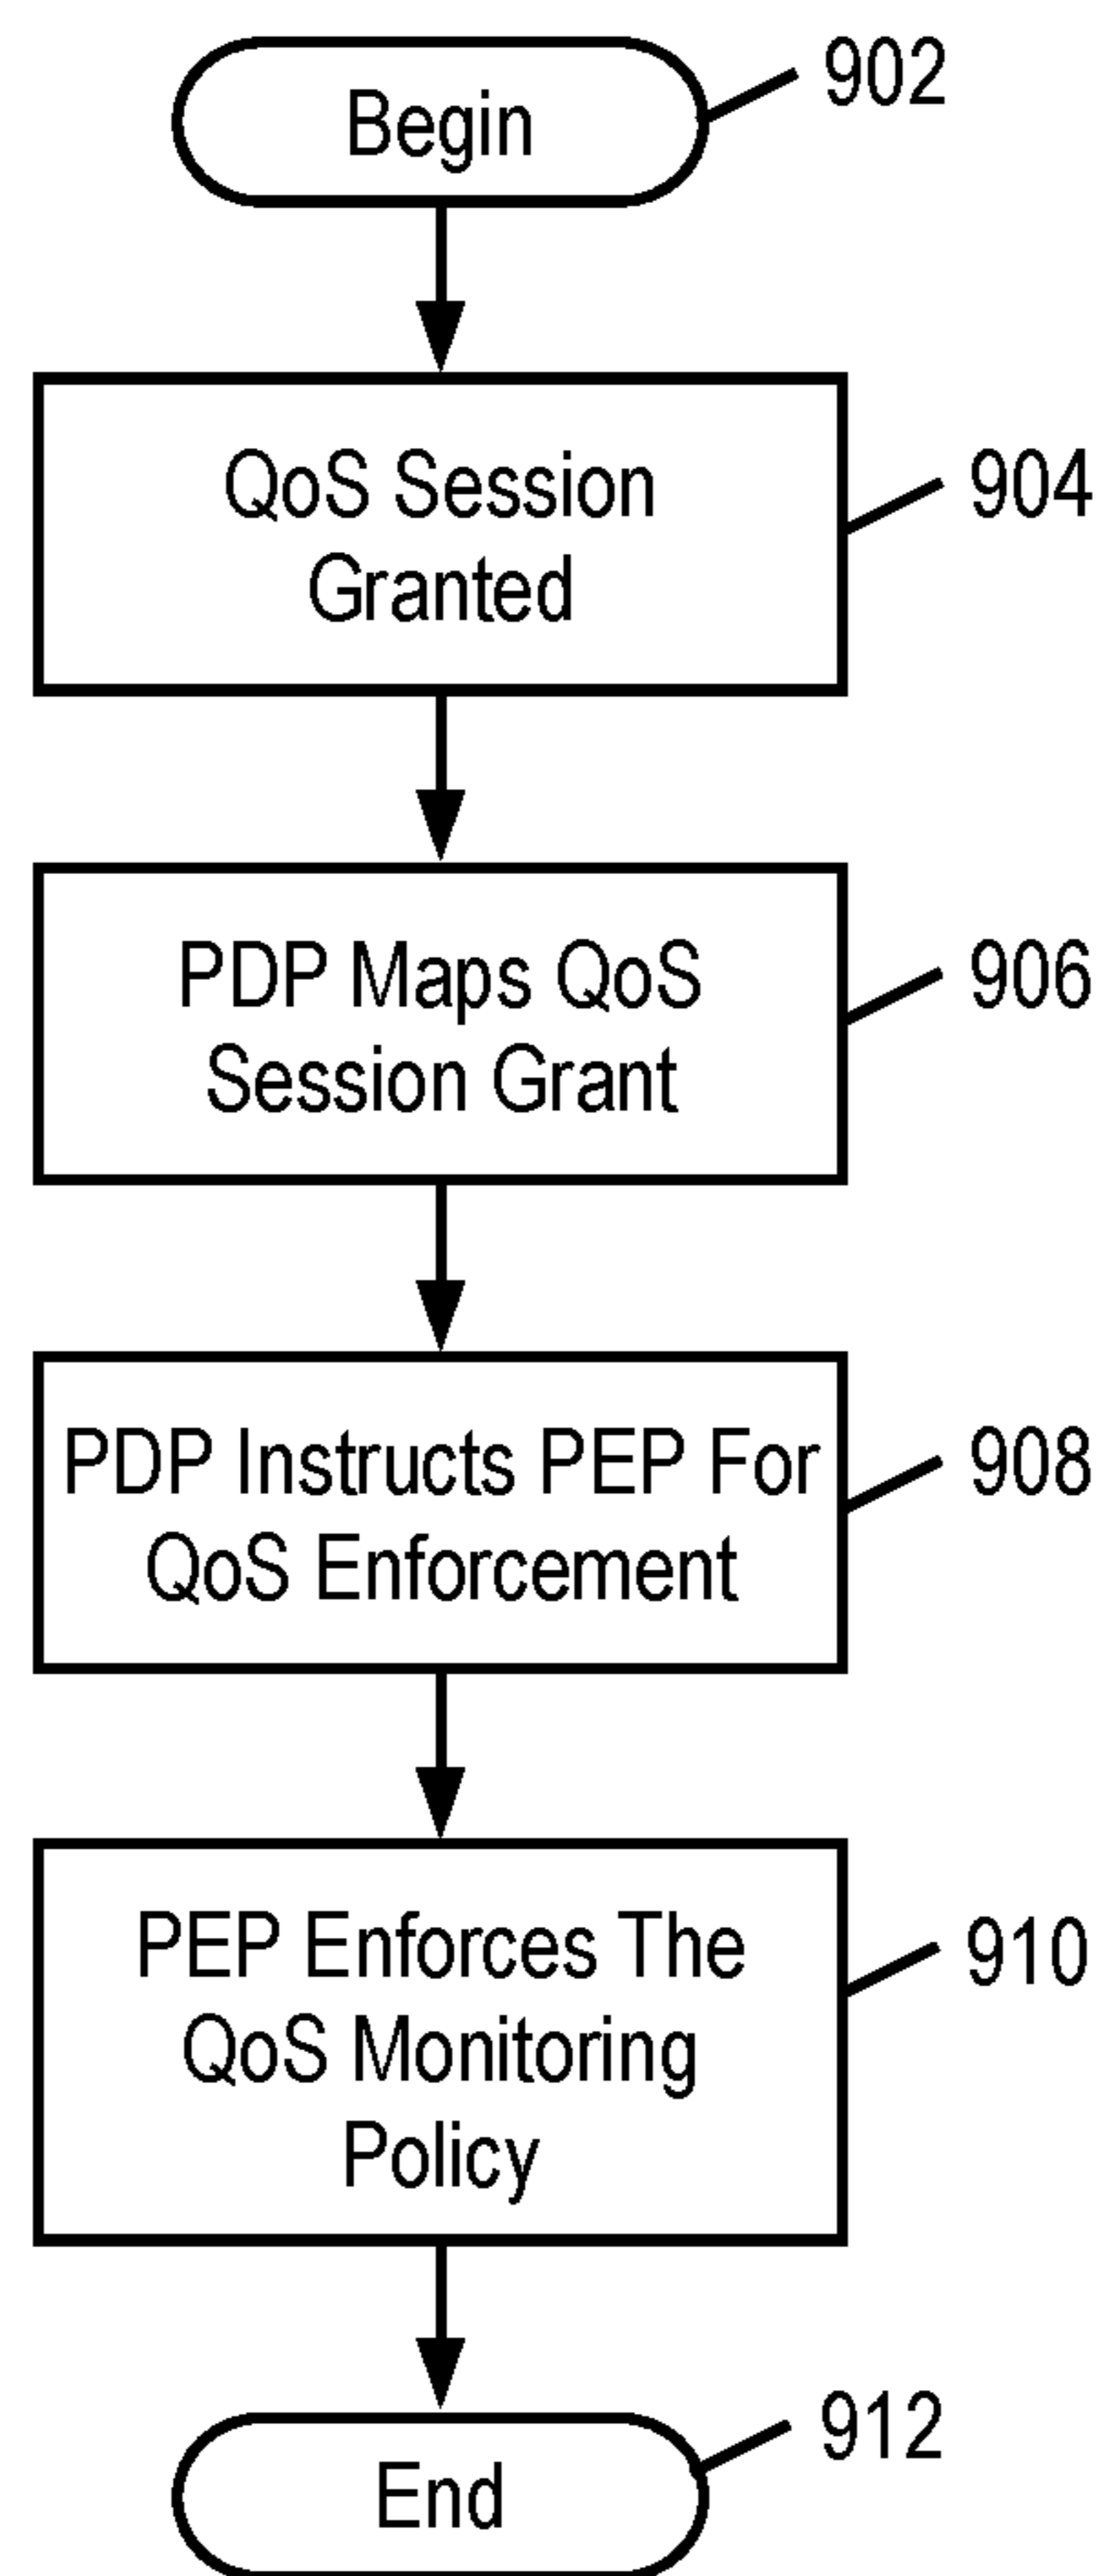 Begin
902
QoS Session
Granted
904
PDP Maps QoS
Session Grant
906
PDP Instructs PEP For
QoS Enforcement
908
PEP Enforces The
QoS Monitoring
Policy
910
End
912